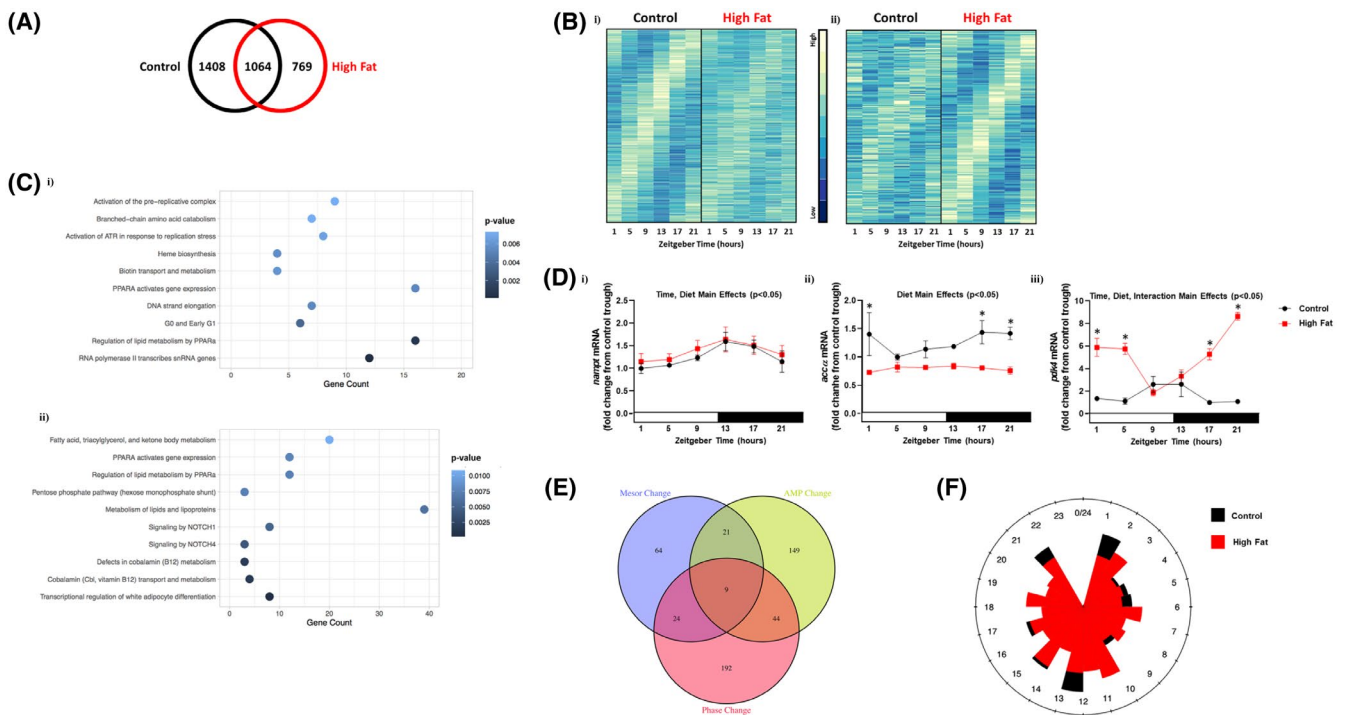 (A)
Control
1408
1064
769
High Fat
(B)
i)
Control
High Fat
High
Low
1 5 9 13 17 21 1 5 9 13 17 21
Zeitgeber Time (hours)
ii)
Control
High Fat
1 5 9 13 17 21 1 5 9 13 17 21
Zeitgeber Time (hours)
(C)
i)
Activation of the pre−replicative complex
Branched−chain amino acid catabolism
Activation of ATR in response to replication stress
Heme biosynthesis
Biotin transport and metabolism
PPARA activates gene expression
DNA strand elongation
G0 and Early G1
Regulation of lipid metabolism by PPARa
RNA polymerase II transcribes snRNA genes
0 5 10 15 20
Gene Count
p-value
0.006
0.004
0.002
ii)
Fatty acid, triacylglycerol, and ketone body metabolism
PPARA activates gene expression
Regulation of lipid metabolism by PPARa
Pentose phosphate pathway (hexose monophosphate shunt)
Metabolism of lipids and lipoproteins
Signaling by NOTCH1
Signaling by NOTCH4
Defects in cobalamin (B12) metabolism
Cobalamin (Cbl, vitamin B12) transport and metabolism
Transcriptional regulation of white adipocyte differentiation
0 10 20 30 40
Gene Count
p-value
0.0100
0.0075
0.0050
0.0025
(D)
i)
Time, Diet Main Effects (p<0.05)
nampt mRNA
(fold change from control trough)
2.5
2.0
1.5
1.0
0.5
0.0
1 5 9 13 17 21
Zeitgeber Time (hours)
ii)
Diet Main Effects (p<0.05)
accα mRNA
(fold chanhe from control trough)
2.0
1.5
1.0
0.5
0.0
* * *
1 5 9 13 17 21
Zeitgeber Time (hours)
iii)
Time, Diet, Interaction Main Effects (p<0.05)
pdk4 mRNA
(fold change from control trough)
10
8
6
4
2
0
* * * *
1 5 9 13 17 21
Zeitgeber Time (hours)
Control
High Fat
(E)
Mesor Change
AMP Change
64
21
149
9
24
44
192
Phase Change
(F)
0/24
1
2
3
4
5
6
7
8
9
10
11
12
13
14
15
16
17
18
19
20
21
22
23
Control
High Fat